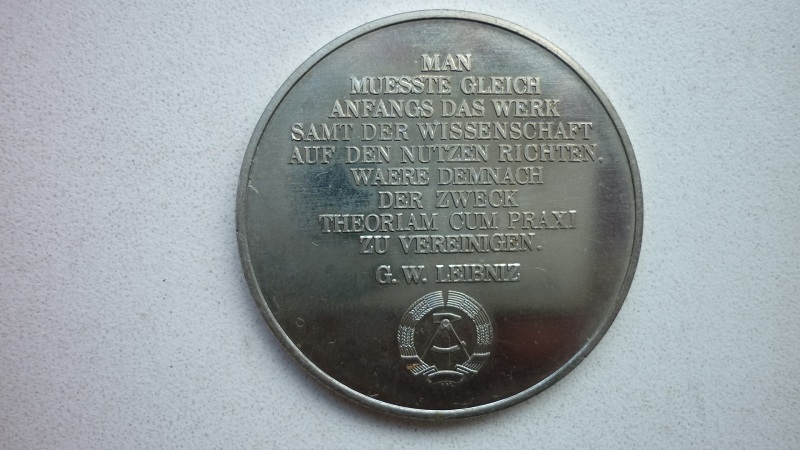 MAN
MUESSTE GLEICH
ANFANGS DAS WERK
SAMT DER WISSENSCHAFT
AUF DEN NUTZEN RICHTEN.
WAERE DEMNACH
DER ZWECK
THEORIAM CUM PRAXI
ZU VEREINIGEN.
G. W. LEIBNIZ